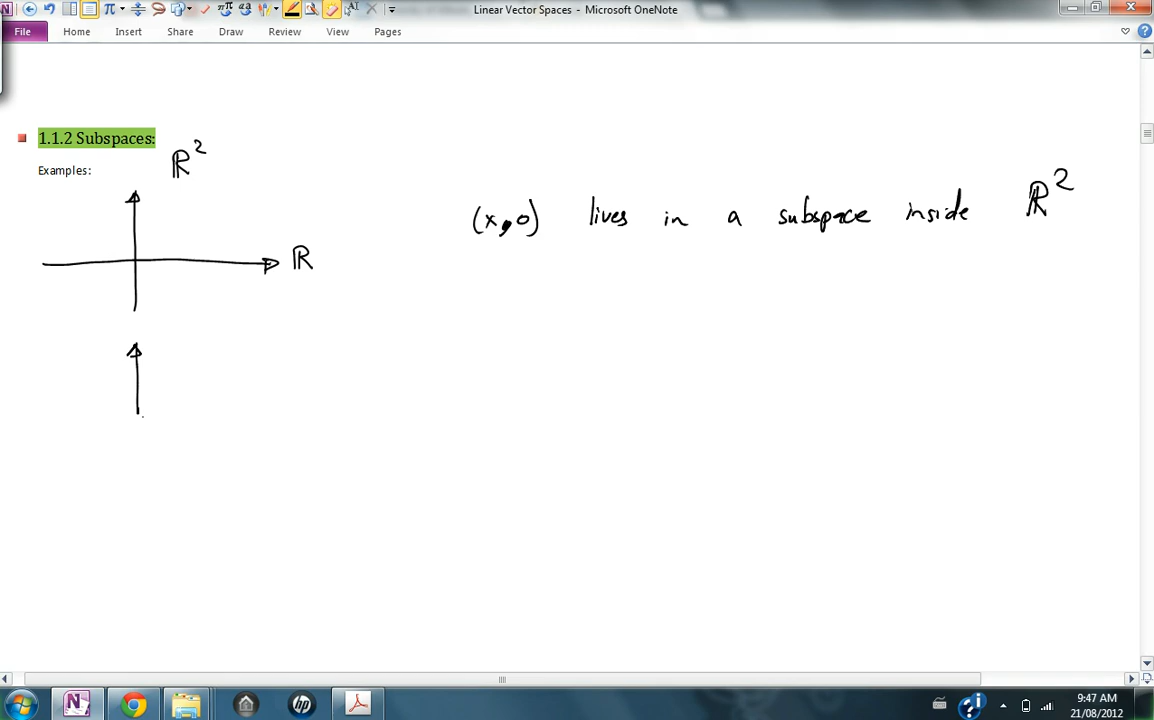 Linear Vector Spaces - Microsoft OneNote
File Home Insert Share Draw Review View Pages
1.1.2 Subspaces:
Examples:
ℝ²
ℝ
(x,0) lives in a subspace inside ℝ²
9:47 AM
21/08/2012